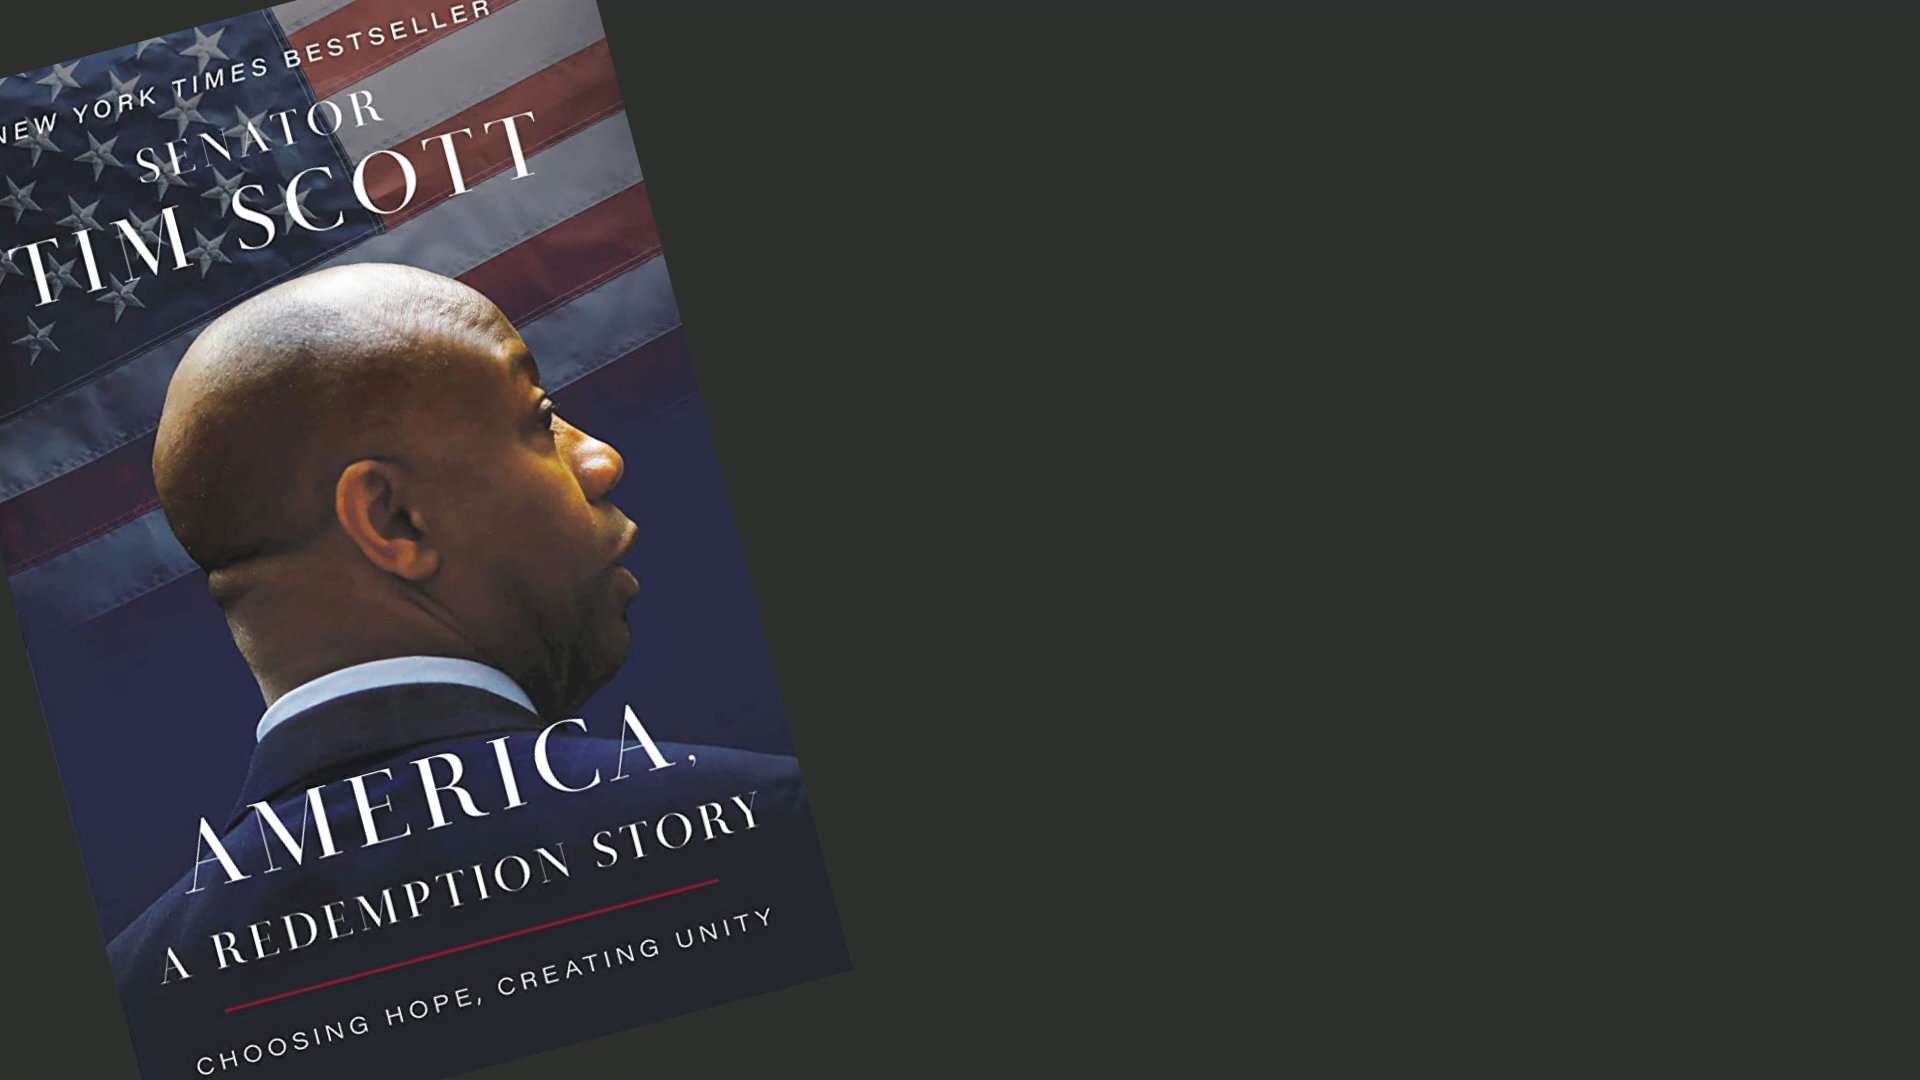 NEW YORK TIMES BESTSELLER
SENATOR
TIM SCOTT
AMERICA,
A REDEMPTION STORY
CHOOSING HOPE, CREATING UNITY